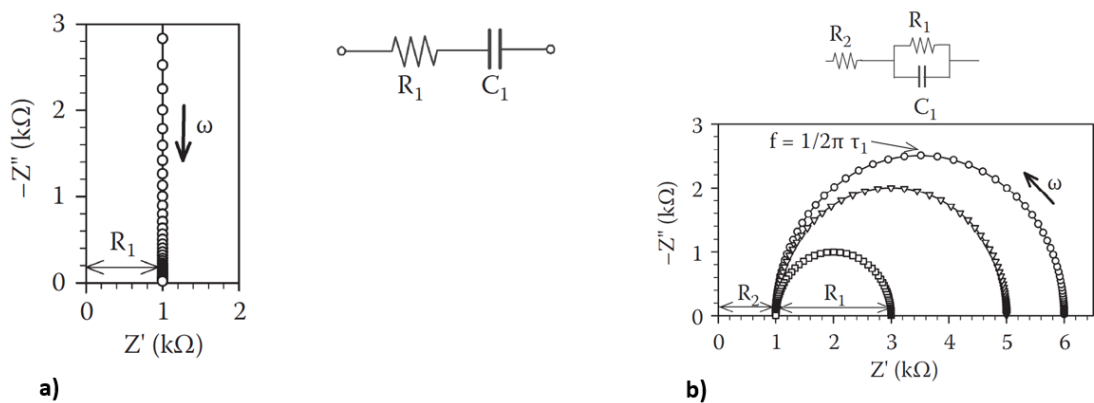 3
2
1
0
−Z" (kΩ)
ω
R₁
0 1 2
Z' (kΩ)
a)
R₁ C₁
R₂ R₁
C₁
3
2
1
0
−Z" (kΩ)
f = 1/2π τ₁
ω
R₂ R₁
0 1 2 3 4 5 6
Z' (kΩ)
b)